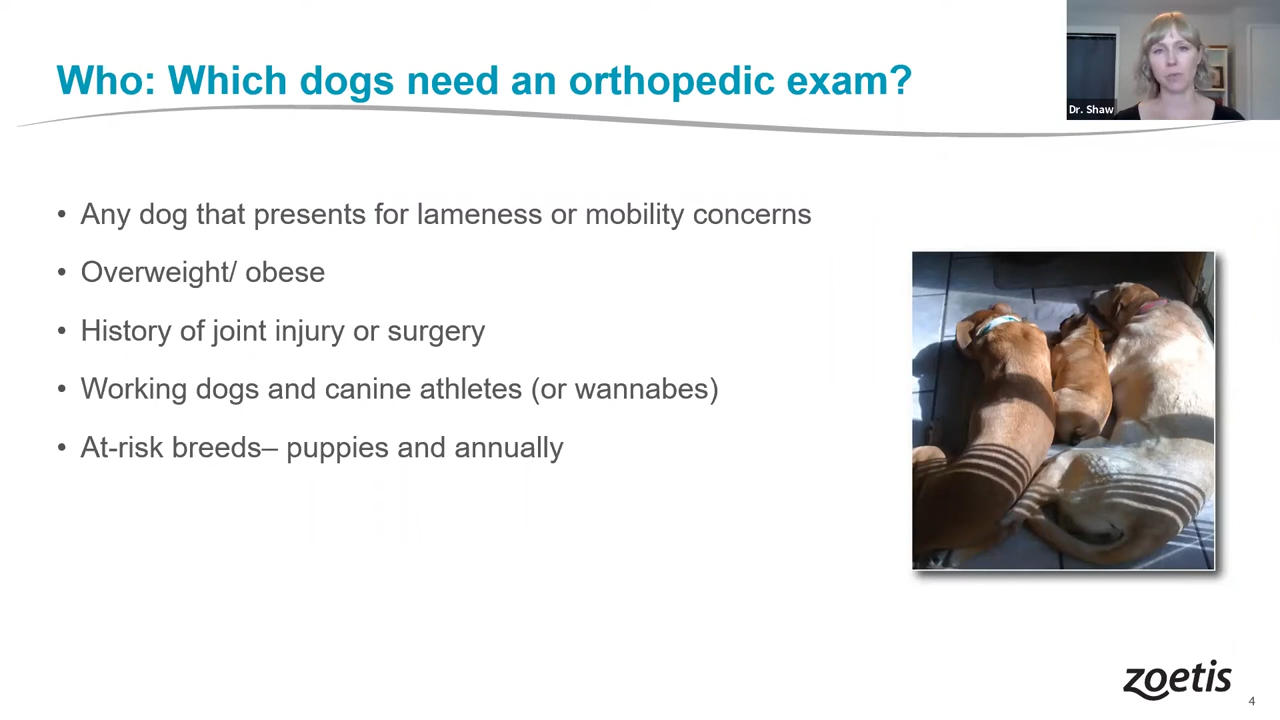 Who: Which dogs need an orthopedic exam?
Dr. Shaw
• Any dog that presents for lameness or mobility concerns
• Overweight/ obese
• History of joint injury or surgery
• Working dogs and canine athletes (or wannabes)
• At-risk breeds– puppies and annually
zoetis
4